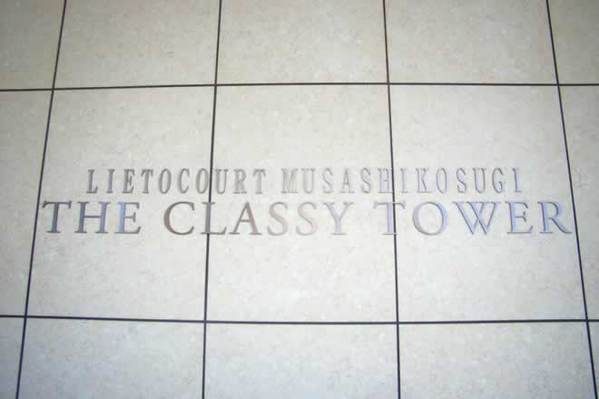 LIETOCOURT MUSASHIKOSUGI
THE CLASSY TOWER